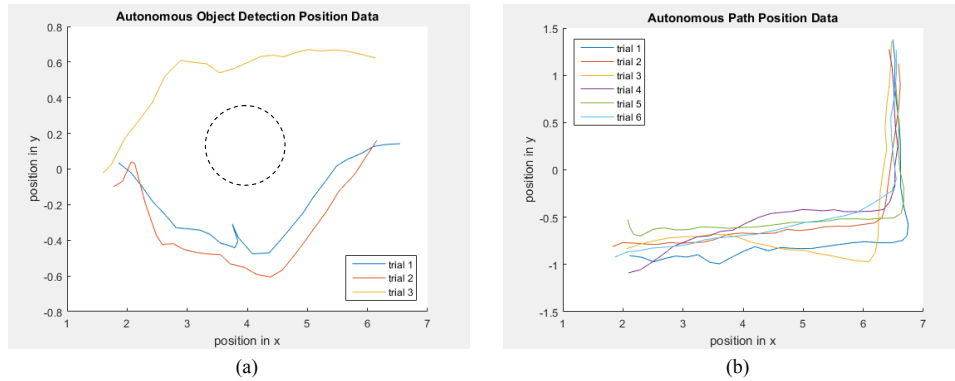 Autonomous Object Detection Position Data
0.8
0.6
0.4
0.2
0
-0.2
-0.4
-0.6
-0.8
position in y
1 2 3 4 5 6 7
position in x
trial 1
trial 2
trial 3
(a)
Autonomous Path Position Data
1.5
1
0.5
0
-0.5
-1
-1.5
position in y
1 2 3 4 5 6 7
position in x
trial 1
trial 2
trial 3
trial 4
trial 5
trial 6
(b)